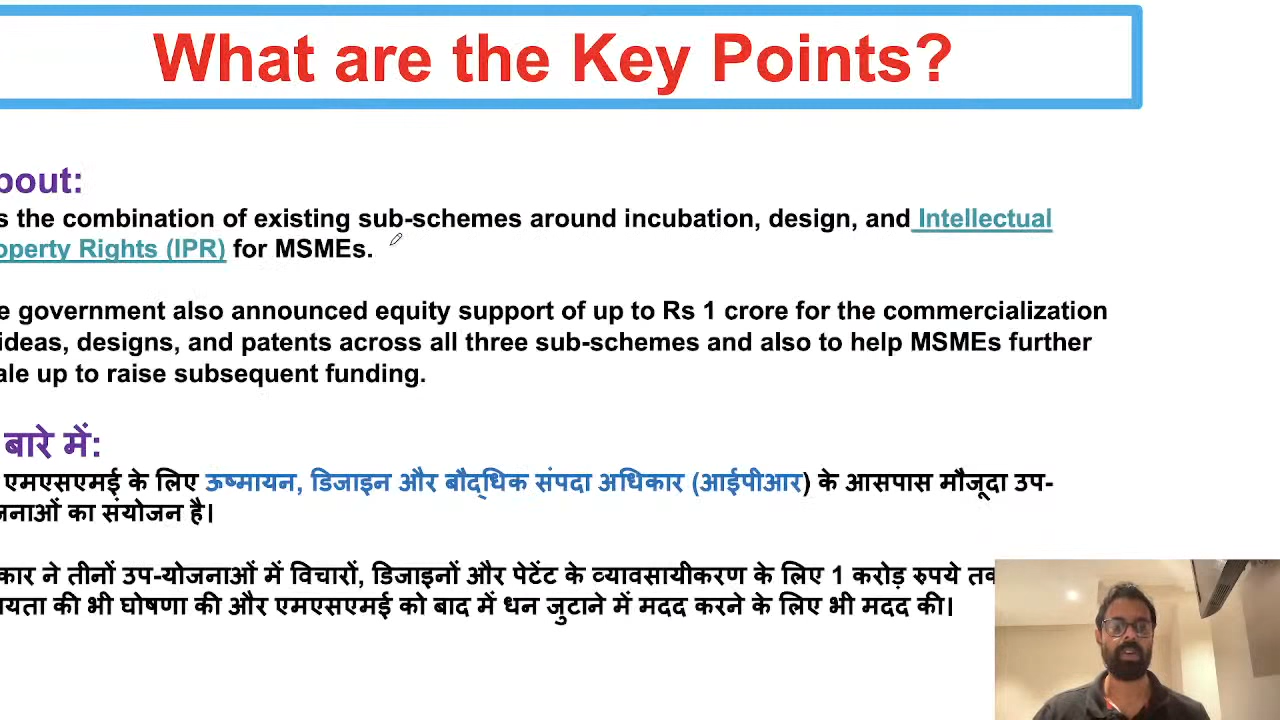 What are the Key Points?
bout:
s the combination of existing sub-schemes around incubation, design, and Intellectual
operty Rights (IPR) for MSMEs.
e government also announced equity support of up to Rs 1 crore for the commercialization
ideas, designs, and patents across all three sub-schemes and also to help MSMEs further
ale up to raise subsequent funding.
बारे में:
एमएसएमई के लिए ऊष्मायन, डिजाइन और बौद्धिक संपदा अधिकार (आईपीआर) के आसपास मौजूदा उप-
जनाओं का संयोजन है।
कार ने तीनों उप-योजनाओं में विचारों, डिजाइनों और पेटेंट के व्यावसायीकरण के लिए 1 करोड़ रुपये तक
ायता की भी घोषणा की और एमएसएमई को बाद में धन जुटाने में मदद करने के लिए भी मदद की।